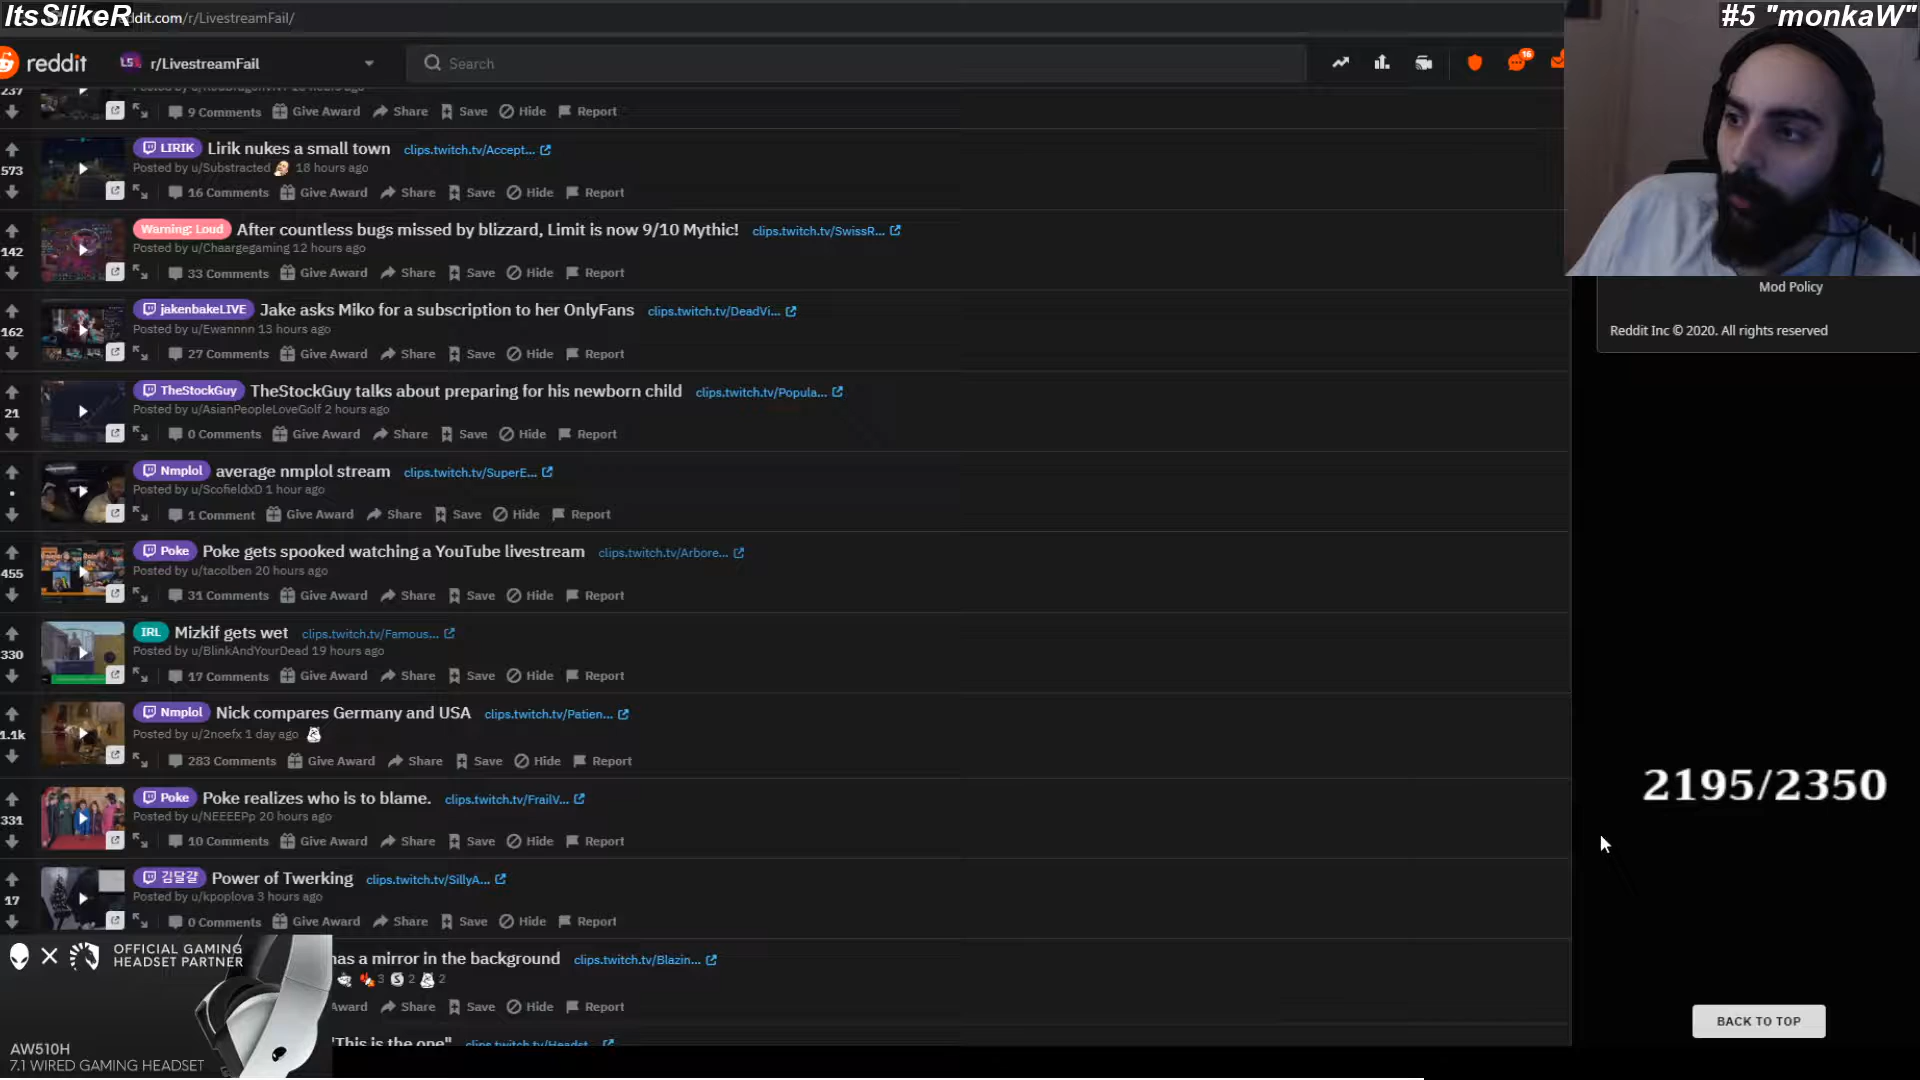 ItsSlikeR
ddit.com/r/LivestreamFail/
#5 "monkaW"
reddit
r/LivestreamFail
Search
16
237
9 Comments Give Award Share Save Hide Report
LIRIK Lirik nukes a small town clips.twitch.tv/Accept...
Posted by u/Substracted 18 hours ago
573
16 Comments Give Award Share Save Hide Report
Warning: Loud After countless bugs missed by blizzard, Limit is now 9/10 Mythic! clips.twitch.tv/SwissR...
Posted by u/Chaargegaming 12 hours ago
142
33 Comments Give Award Share Save Hide Report
jakenbakeLIVE Jake asks Miko for a subscription to her OnlyFans clips.twitch.tv/DeadVi...
Posted by u/Ewannnn 13 hours ago
162
27 Comments Give Award Share Save Hide Report
TheStockGuy TheStockGuy talks about preparing for his newborn child clips.twitch.tv/Popula...
Posted by u/AsianPeopleLoveGolf 2 hours ago
21
0 Comments Give Award Share Save Hide Report
Nmplol average nmplol stream clips.twitch.tv/SuperE...
Posted by u/ScofieldxD 1 hour ago
•
1 Comment Give Award Share Save Hide Report
Poke Poke gets spooked watching a YouTube livestream clips.twitch.tv/Arbore...
Posted by u/tacolben 20 hours ago
455
31 Comments Give Award Share Save Hide Report
IRL Mizkif gets wet clips.twitch.tv/Famous...
Posted by u/BlinkAndYourDead 19 hours ago
330
17 Comments Give Award Share Save Hide Report
Nmplol Nick compares Germany and USA clips.twitch.tv/Patien...
Posted by u/2noefx 1 day ago
1.1k
283 Comments Give Award Share Save Hide Report
Poke Poke realizes who is to blame. clips.twitch.tv/FrailV...
Posted by u/NEEEEPp 20 hours ago
331
10 Comments Give Award Share Save Hide Report
김달걀 Power of Twerking clips.twitch.tv/SillyA...
Posted by u/kpoplova 3 hours ago
17
0 Comments Give Award Share Save Hide Report
has a mirror in the background clips.twitch.tv/Blazin...
3 2 2
Award Share Save Hide Report
"This is the one" clips.twitch.tv/Headst...
OFFICIAL GAMING
HEADSET PARTNER
AW510H
7.1 WIRED GAMING HEADSET
Mod Policy
Reddit Inc © 2020. All rights reserved
2195/2350
BACK TO TOP